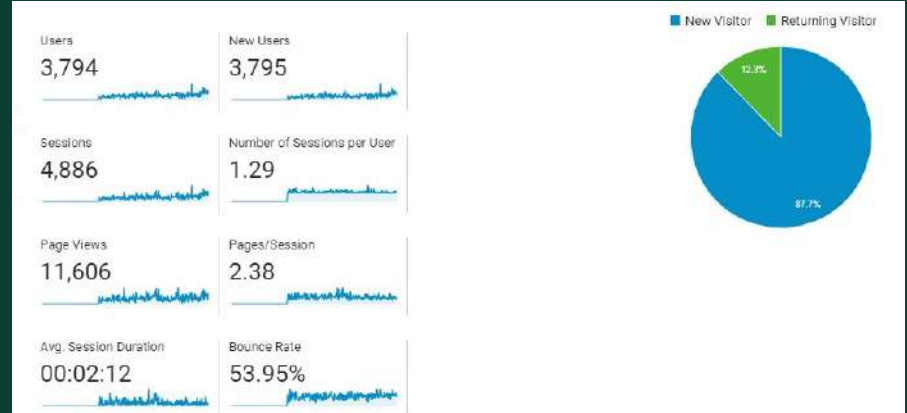 New Visitor Returning Visitor
Users New Users
3,794 3,795
12.3%
Sessions Number of Sessions per User
4,886 1.29
87.7%
Page Views Pages/Session
11,606 2.38
Avg. Session Duration Bounce Rate
00:02:12 53.95%